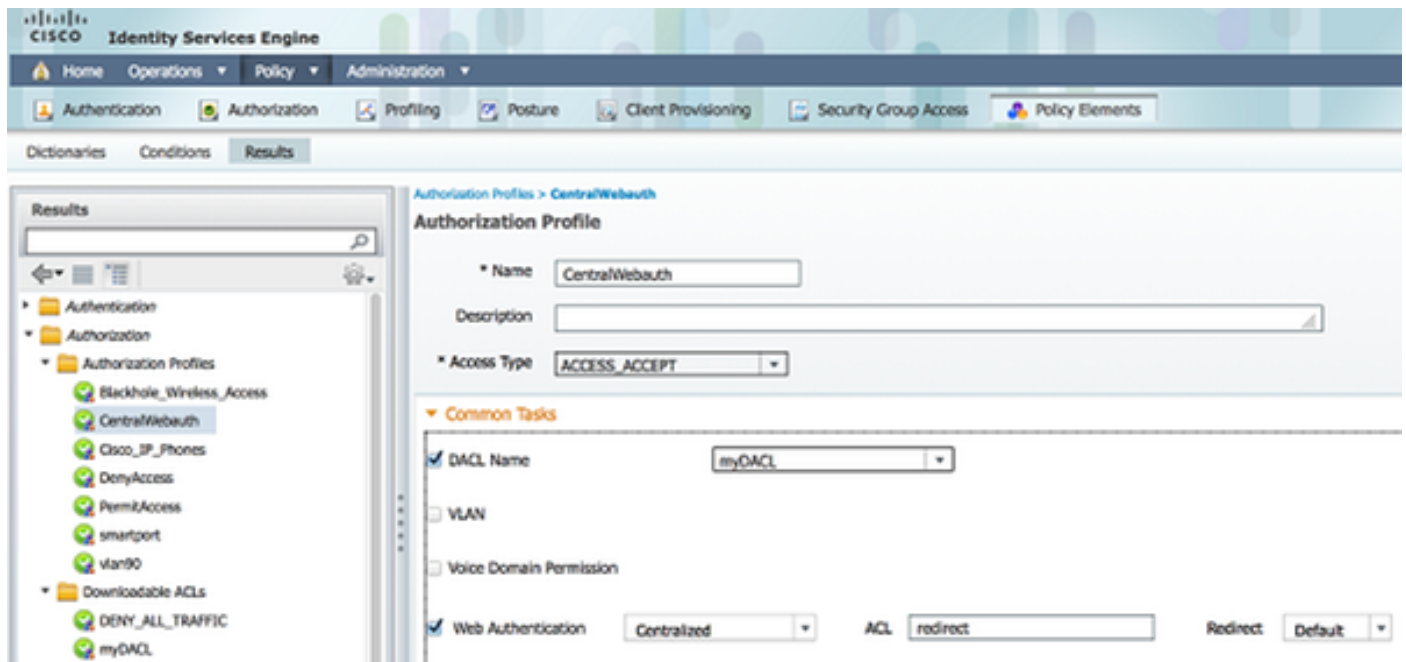 CISCO Identity Services Engine
Home Operations Policy Administration
Authentication Authorization Profiling Posture Client Provisioning Security Group Access Policy Elements
Dictionaries Conditions Results
Results
Authentication
Authorization
Authorization Profiles
Blackhole_Wireless_Access
CentralWebauth
Cisco_IP_Phones
DenyAccess
PermitAccess
smartport
vlan90
Downloadable ACLs
DENY_ALL_TRAFFIC
myDACL
Authorization Profiles > CentralWebauth
Authorization Profile
* Name CentralWebauth
Description
* Access Type ACCESS_ACCEPT
Common Tasks
DACL Name myDACL
VLAN
Voice Domain Permission
Web Authentication Centralized ACL redirect Redirect Default